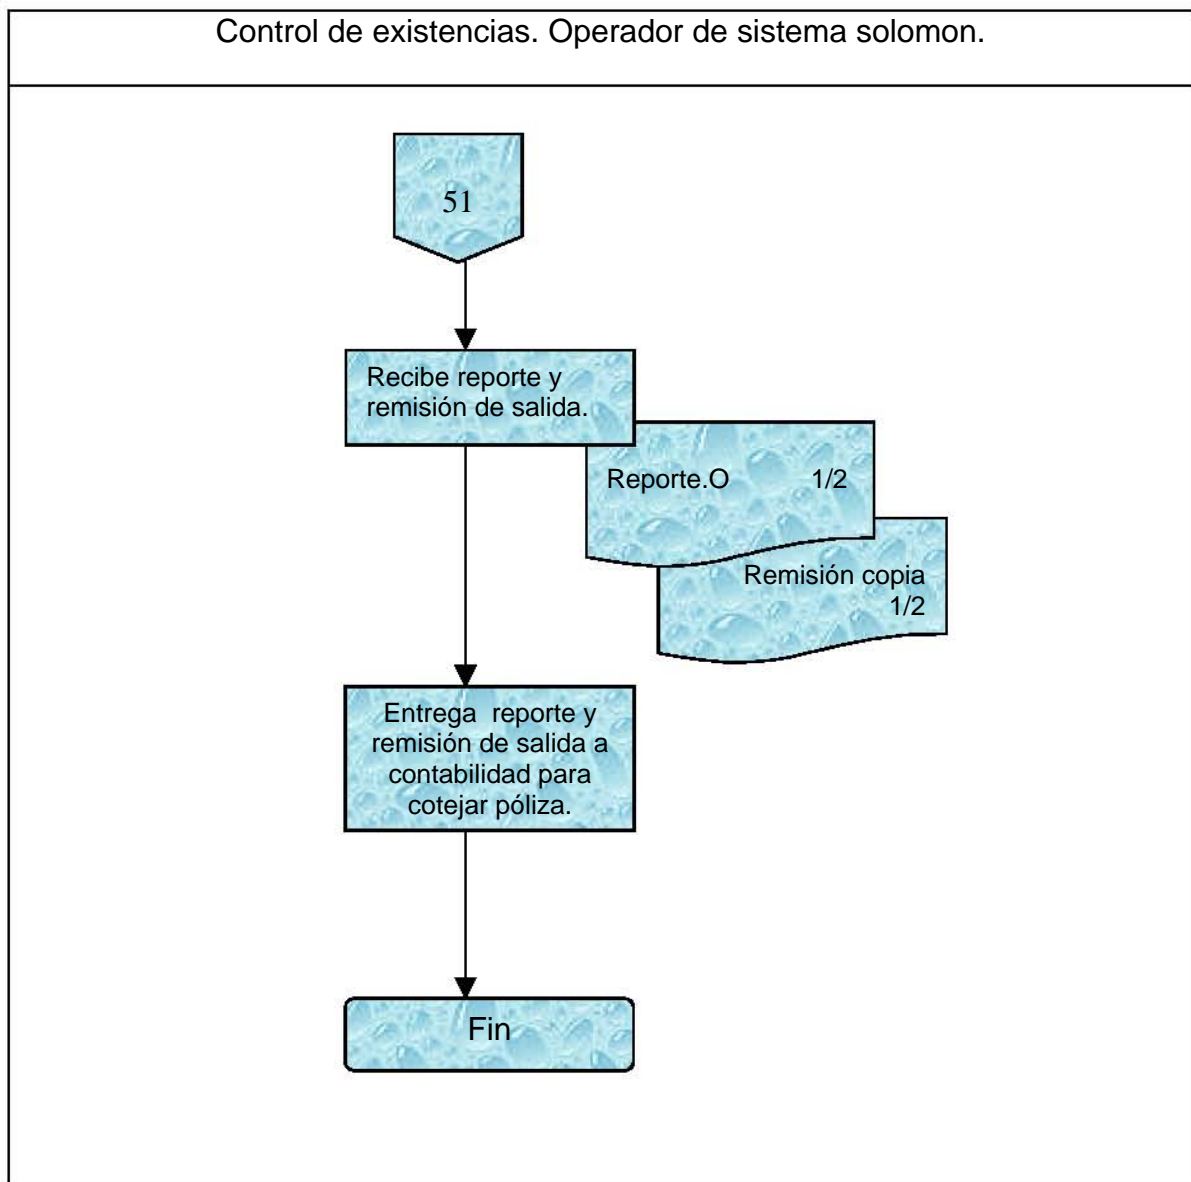 Control de existencias. Operador de sistema solomon.
51
Recibe reporte y
remisión de salida.
Reporte.O 1/2
Remisión copia
1/2
Entrega reporte y
remisión de salida a
contabilidad para
cotejar póliza.
Fin